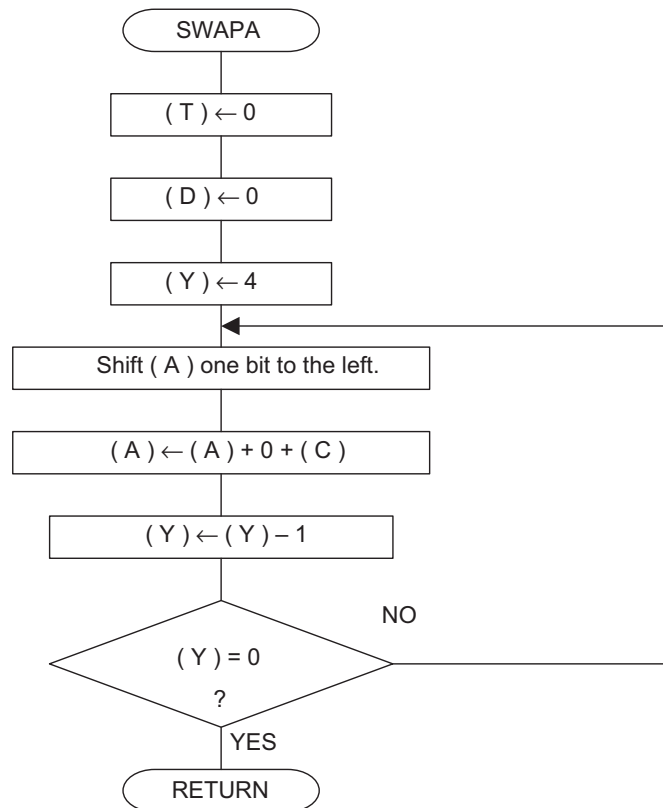 SWAPA
( T ) ← 0
( D ) ← 0
( Y ) ← 4
Shift ( A ) one bit to the left.
( A ) ← ( A ) + 0 + ( C )
( Y ) ← ( Y ) – 1
NO
( Y ) = 0
?
YES
RETURN